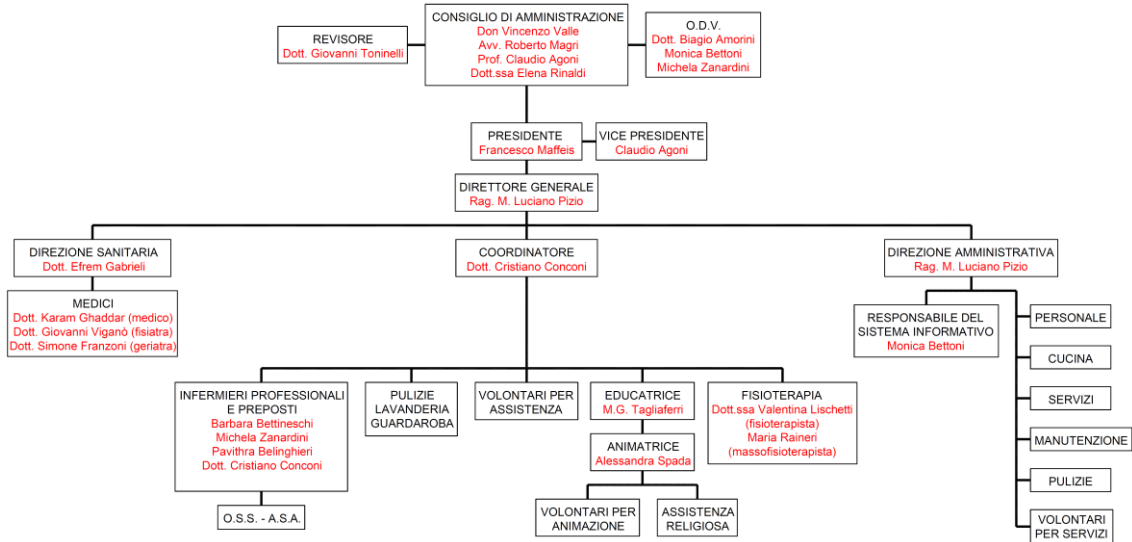 REVISORE
Dott. Giovanni Toninelli
CONSIGLIO DI AMMINISTRAZIONE
Don Vincenzo Valle
Avv. Roberto Magri
Prof. Claudio Agoni
Dott.ssa Elena Rinaldi
O.D.V.
Dott. Biagio Amorini
Monica Bettoni
Michela Zanardini
PRESIDENTE
Francesco Maffeis
VICE PRESIDENTE
Claudio Agoni
DIRETTORE GENERALE
Rag. M. Luciano Pizio
DIREZIONE SANITARIA
Dott. Efrem Gabrieli
COORDINATORE
Dott. Cristiano Conconi
DIREZIONE AMMINISTRATIVA
Rag. M. Luciano Pizio
MEDICI
Dott. Karam Ghaddar (medico)
Dott. Giovanni Viganò (fisiatra)
Dott. Simone Franzoni (geriatra)
RESPONSABILE DEL
SISTEMA INFORMATIVO
Monica Bettoni
PERSONALE
CUCINA
SERVIZI
MANUTENZIONE
PULIZIE
VOLONTARI
PER SERVIZI
INFERMIERI PROFESSIONALI
E PREPOSTI
Barbara Bettineschi
Michela Zanardini
Pavithra Belinghieri
Dott. Cristiano Conconi
PULIZIE
LAVANDERIA
GUARDAROBA
VOLONTARI PER
ASSISTENZA
EDUCATRICE
M.G. Tagliaferri
FISIOTERAPIA
Dott.ssa Valentina Lischetti
(fisioterapista)
Maria Raineri
(massofisioterapista)
ANIMATRICE
Alessandra Spada
O.S.S. - A.S.A.
VOLONTARI PER
ANIMAZIONE
ASSISTENZA
RELIGIOSA